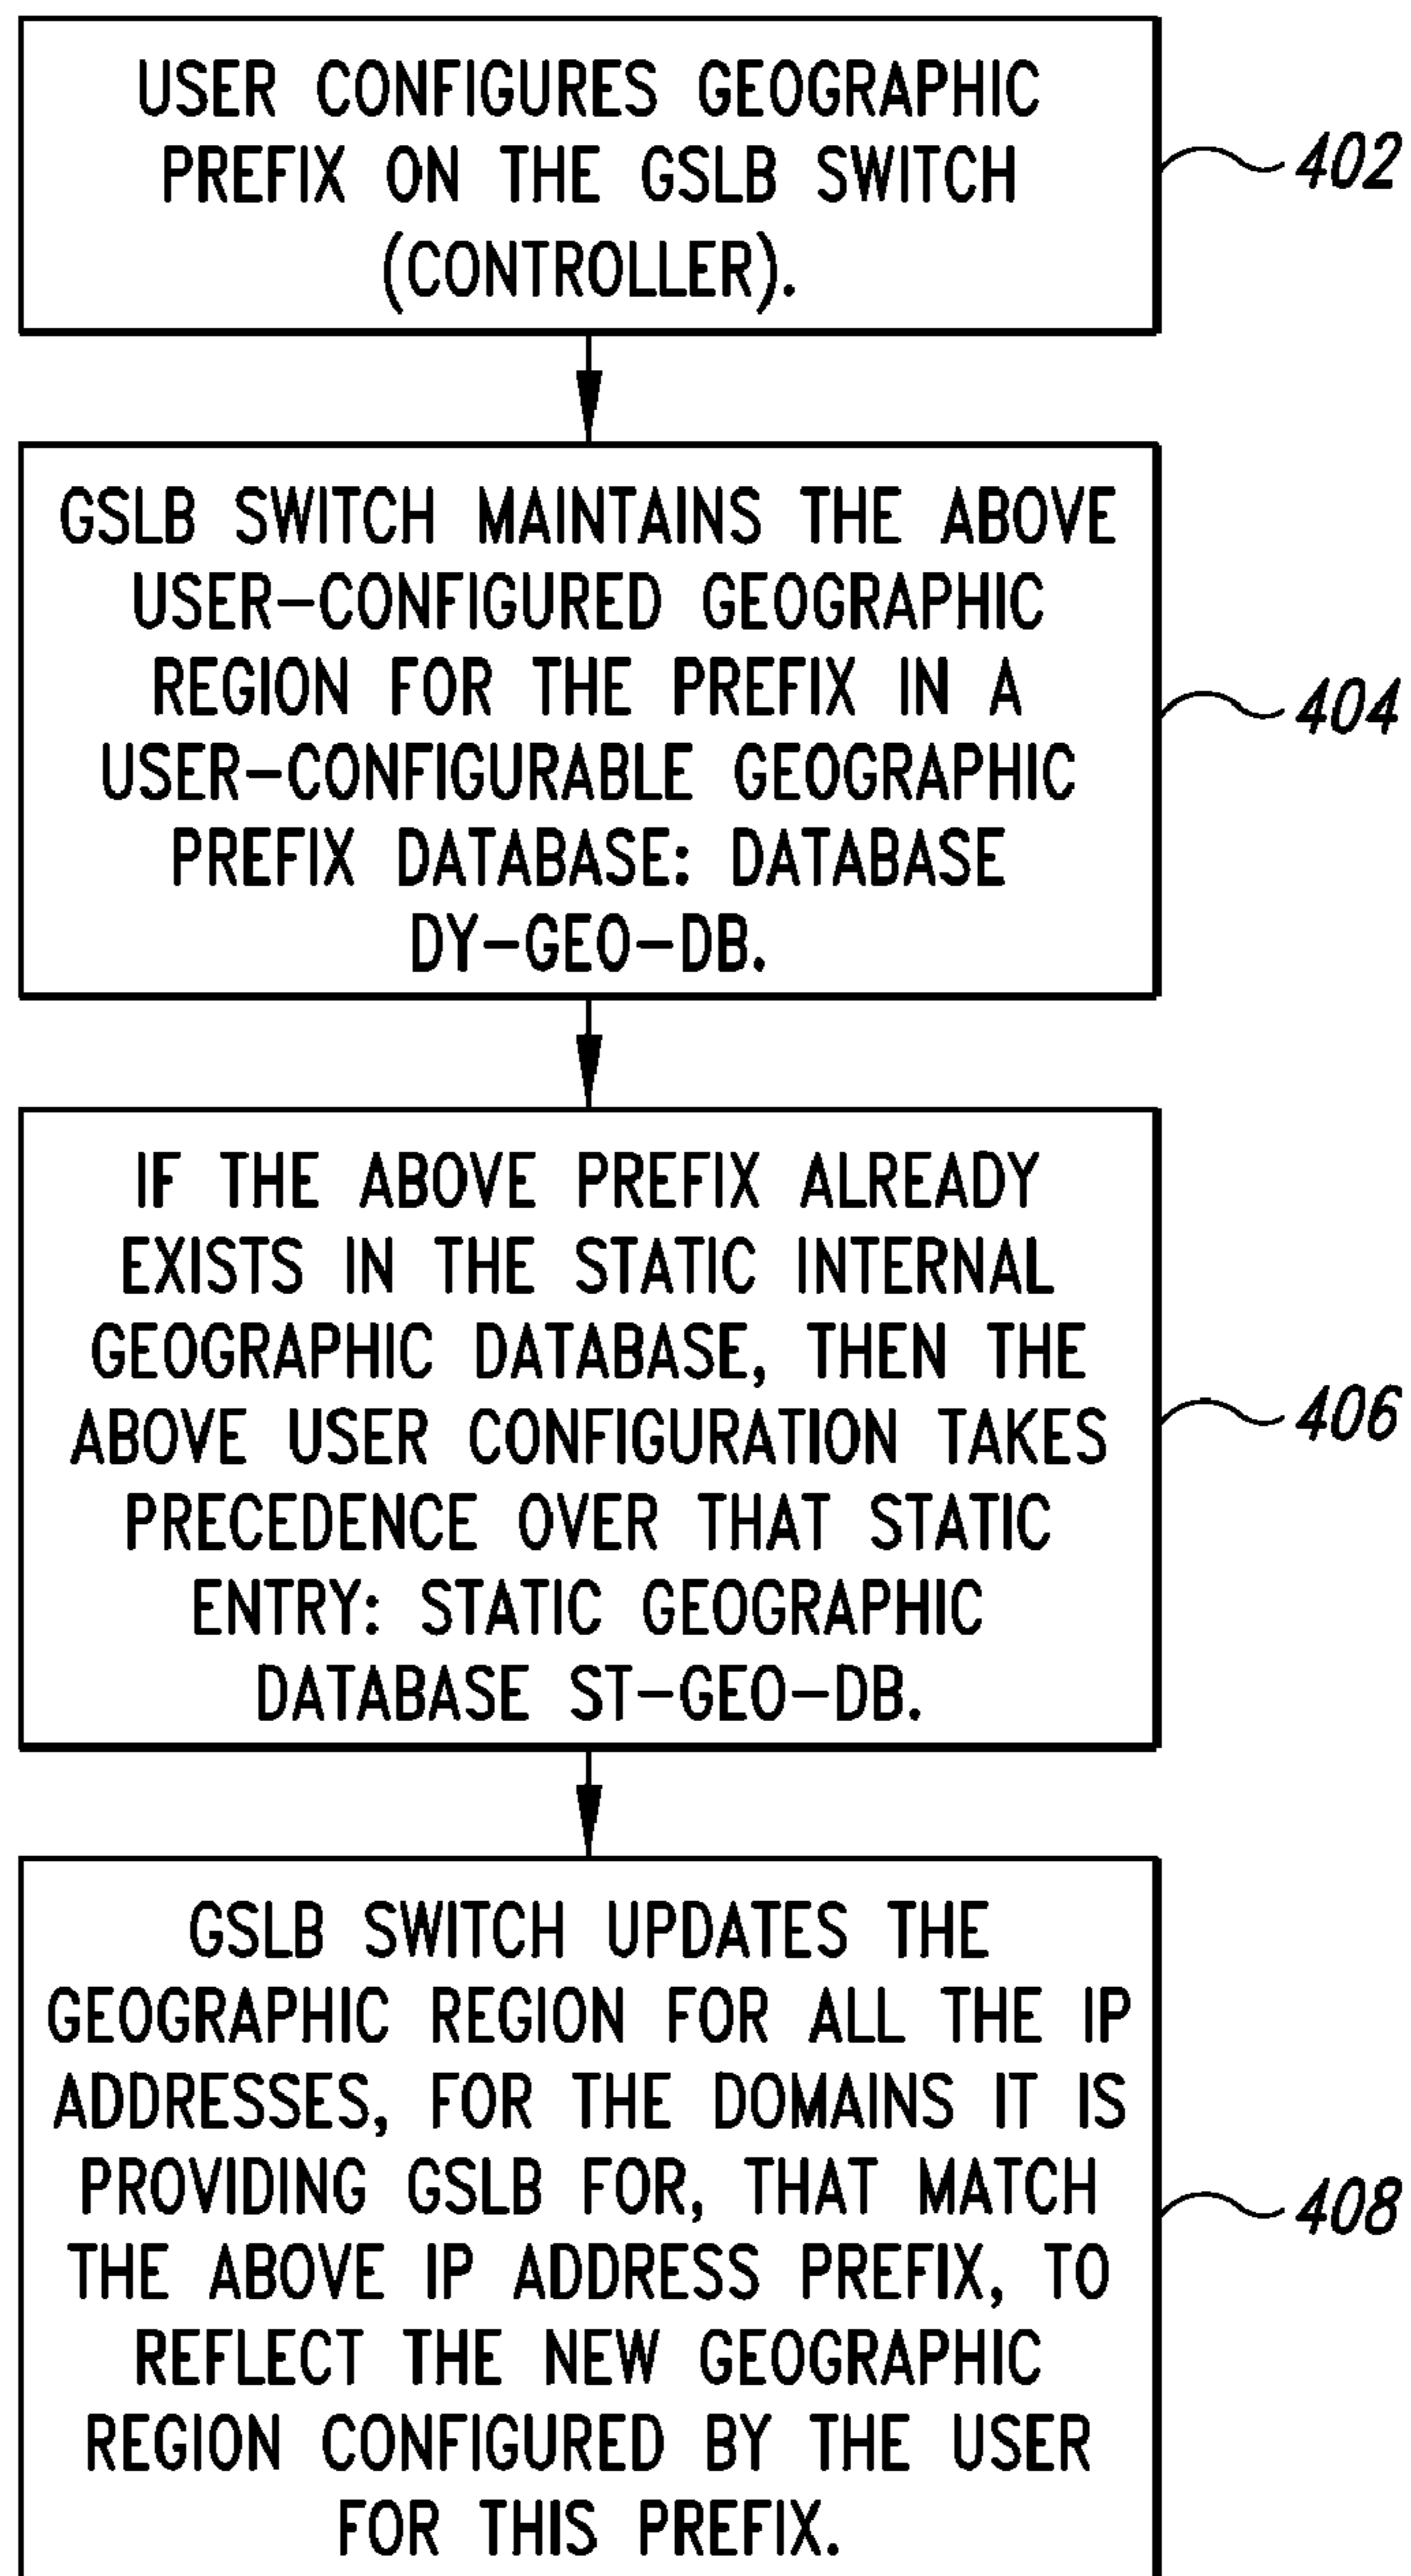 USER CONFIGURES GEOGRAPHIC
PREFIX ON THE GSLB SWITCH
(CONTROLLER).
402
GSLB SWITCH MAINTAINS THE ABOVE
USER-CONFIGURED GEOGRAPHIC
REGION FOR THE PREFIX IN A
USER-CONFIGURABLE GEOGRAPHIC
PREFIX DATABASE: DATABASE
DY-GEO-DB.
404
IF THE ABOVE PREFIX ALREADY
EXISTS IN THE STATIC INTERNAL
GEOGRAPHIC DATABASE, THEN THE
ABOVE USER CONFIGURATION TAKES
PRECEDENCE OVER THAT STATIC
ENTRY: STATIC GEOGRAPHIC
DATABASE ST-GEO-DB.
406
GSLB SWITCH UPDATES THE
GEOGRAPHIC REGION FOR ALL THE IP
ADDRESSES, FOR THE DOMAINS IT IS
PROVIDING GSLB FOR, THAT MATCH
THE ABOVE IP ADDRESS PREFIX, TO
REFLECT THE NEW GEOGRAPHIC
REGION CONFIGURED BY THE USER
FOR THIS PREFIX.
408